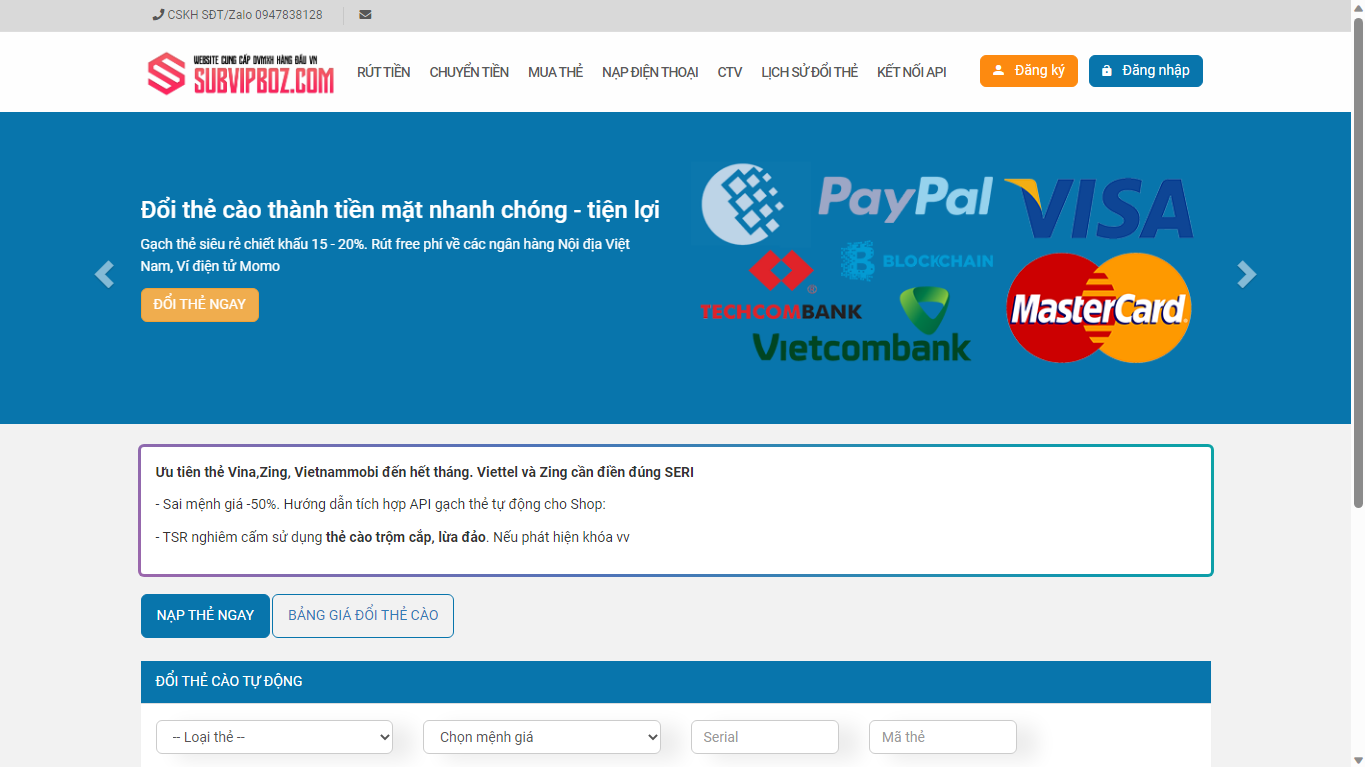 CSKH SĐT/Zalo 0947838128
WEBSITE CUNG CẤP DVMXH HÀNG ĐẦU VN
SUBVIPBOZ.COM
RÚT TIỀN
CHUYỂN TIỀN
MUA THẺ
NẠP ĐIỆN THOẠI
CTV
LỊCH SỬ ĐỔI THẺ
KẾT NỐI API
Đăng ký
Đăng nhập
Đổi thẻ cào thành tiền mặt nhanh chóng - tiện lợi
Gạch thẻ siêu rẻ chiết khấu 15 - 20%. Rút free phí về các ngân hàng Nội địa Việt
Nam, Ví điện tử Momo
ĐỔI THẺ NGAY
PayPal
VISA
BLOCKCHAIN
TECHCOMBANK
MasterCard
Vietcombank
Ưu tiên thẻ Vina,Zing, Vietnammobi đến hết tháng. Viettel và Zing cần điền đúng SERI
- Sai mệnh giá -50%. Hướng dẫn tích hợp API gạch thẻ tự động cho Shop:
- TSR nghiêm cấm sử dụng thẻ cào trộm cắp, lừa đảo. Nếu phát hiện khóa vv
NẠP THẺ NGAY
BẢNG GIÁ ĐỔI THẺ CÀO
ĐỔI THẺ CÀO TỰ ĐỘNG
-- Loại thẻ --
Chọn mệnh giá
Serial
Mã thẻ